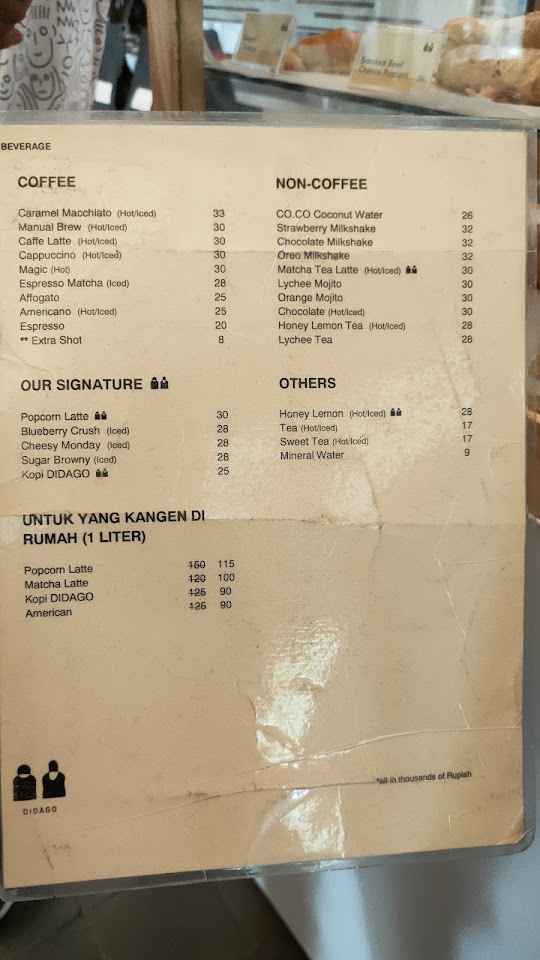 Smoked Beef
Cheese Popcorn
BEVERAGE
COFFEE
Caramel Macchiato (Hot/Iced) 33
Manual Brew (Hot/Iced) 30
Caffe Latte (Hot/Iced) 30
Cappuccino (Hot/Iced) 30
Magic (Hot) 30
Espresso Matcha (Iced) 28
Affogato 25
Americano (Hot/Iced) 25
Espresso 20
** Extra Shot 8
NON-COFFEE
CO.CO Coconut Water 26
Strawberry Milkshake 32
Chocolate Milkshake 32
Oreo Milkshake 32
Matcha Tea Latte (Hot/Iced) 30
Lychee Mojito 30
Orange Mojito 30
Chocolate (Hot/Iced) 30
Honey Lemon Tea (Hot/Iced) 28
Lychee Tea 28
OUR SIGNATURE
Popcorn Latte 30
Blueberry Crush (Iced) 28
Cheesy Monday (Iced) 28
Sugar Browny (Iced) 28
Kopi DIDAGO 25
OTHERS
Honey Lemon (Hot/Iced) 28
Tea (Hot/Iced) 17
Sweet Tea (Hot/Iced) 17
Mineral Water 9
UNTUK YANG KANGEN DI
RUMAH (1 LITER)
Popcorn Latte 150 115
Matcha Latte 120 100
Kopi DIDAGO 125 90
American 125 90
*all in thousands of Rupiah
DIDAGO